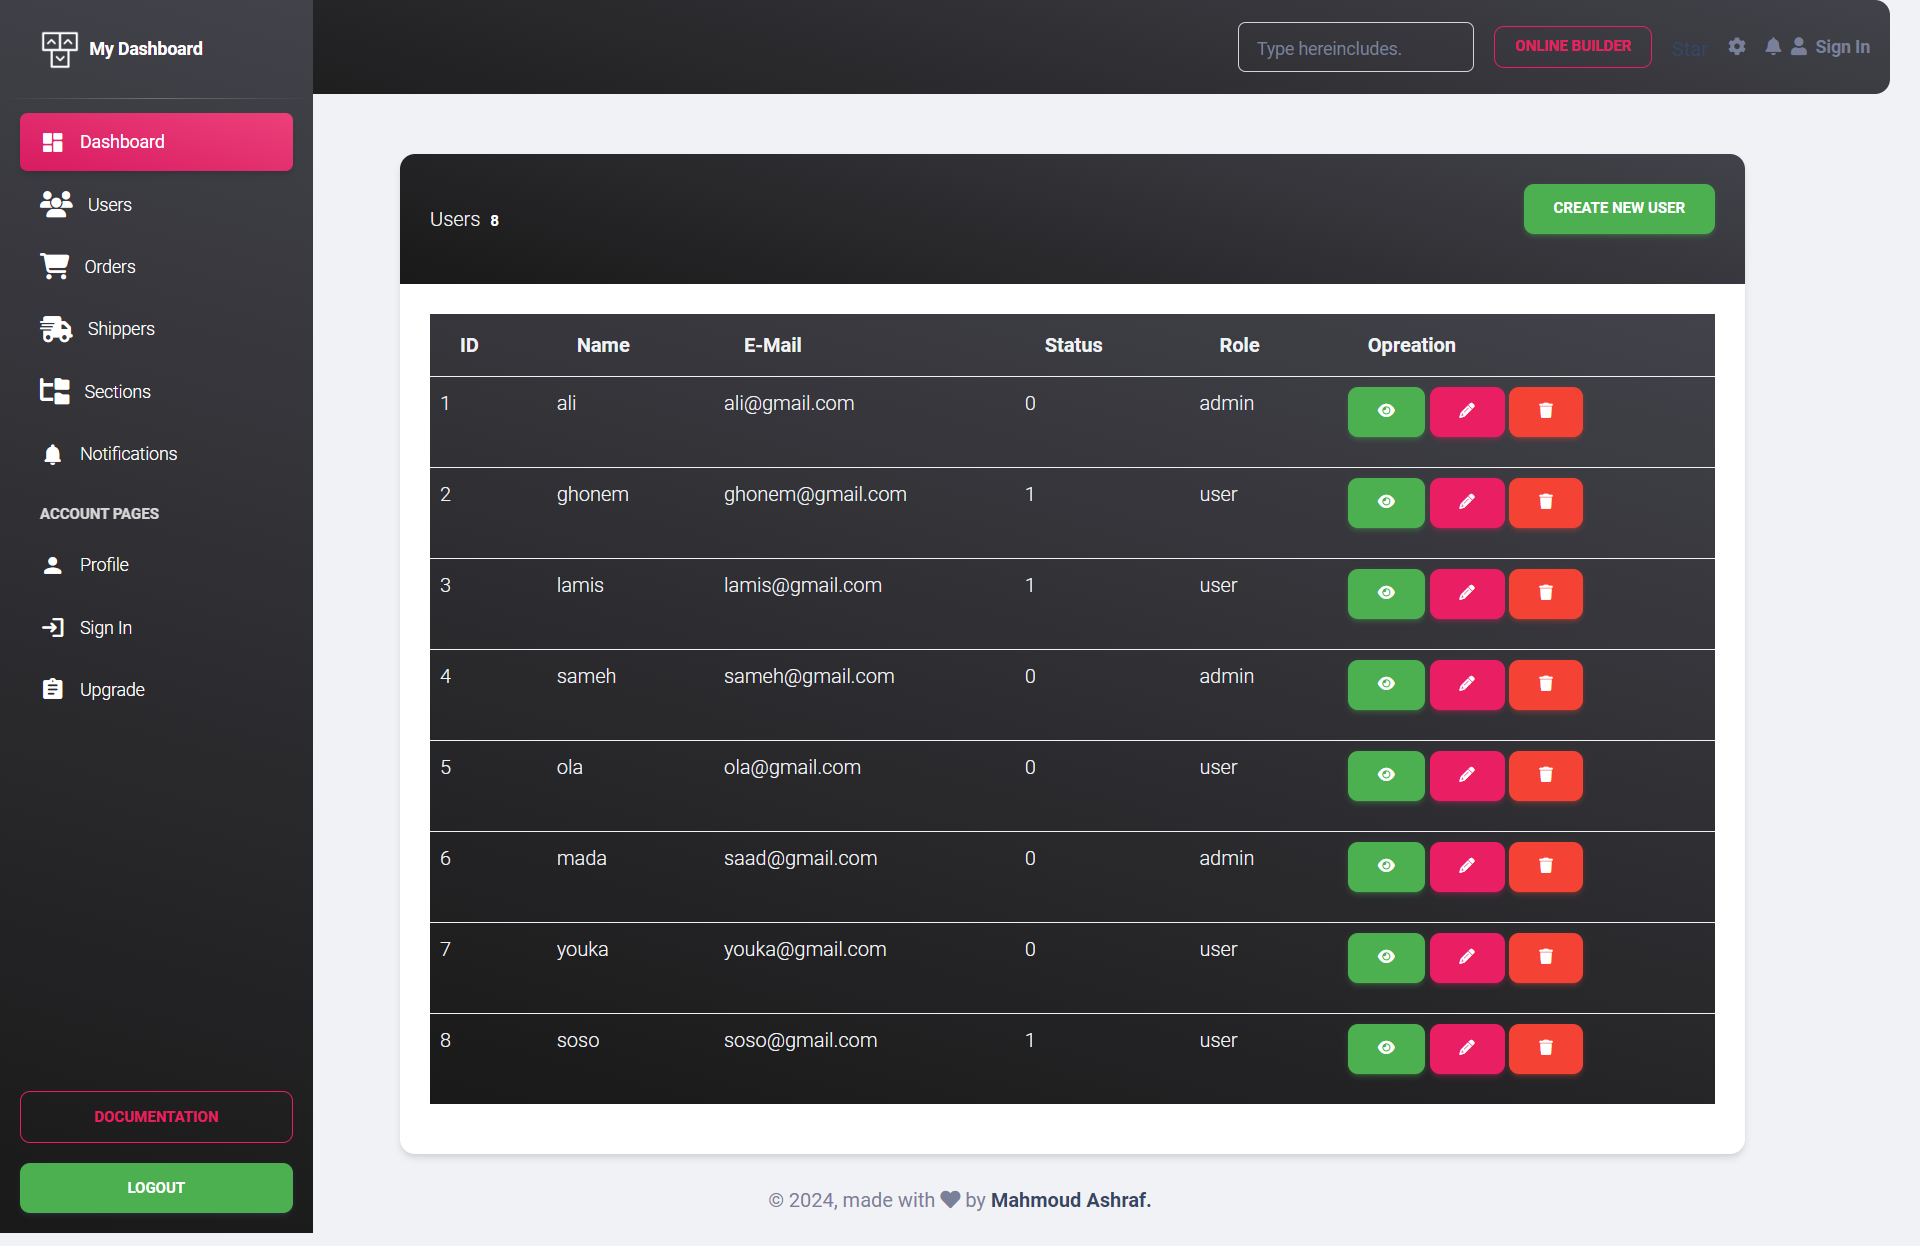 My Dashboard
Type hereincludes.
ONLINE BUILDER
Star
Sign In
Dashboard
Users
Orders
Shippers
Sections
Notifications
ACCOUNT PAGES
Profile
Sign In
Upgrade
DOCUMENTATION
LOGOUT
Users 8
CREATE NEW USER
ID Name E-Mail Status Role Opreation
1 ali ali@gmail.com 0 admin
2 ghonem ghonem@gmail.com 1 user
3 lamis lamis@gmail.com 1 user
4 sameh sameh@gmail.com 0 admin
5 ola ola@gmail.com 0 user
6 mada saad@gmail.com 0 admin
7 youka youka@gmail.com 0 user
8 soso soso@gmail.com 1 user
© 2024, made with by Mahmoud Ashraf.